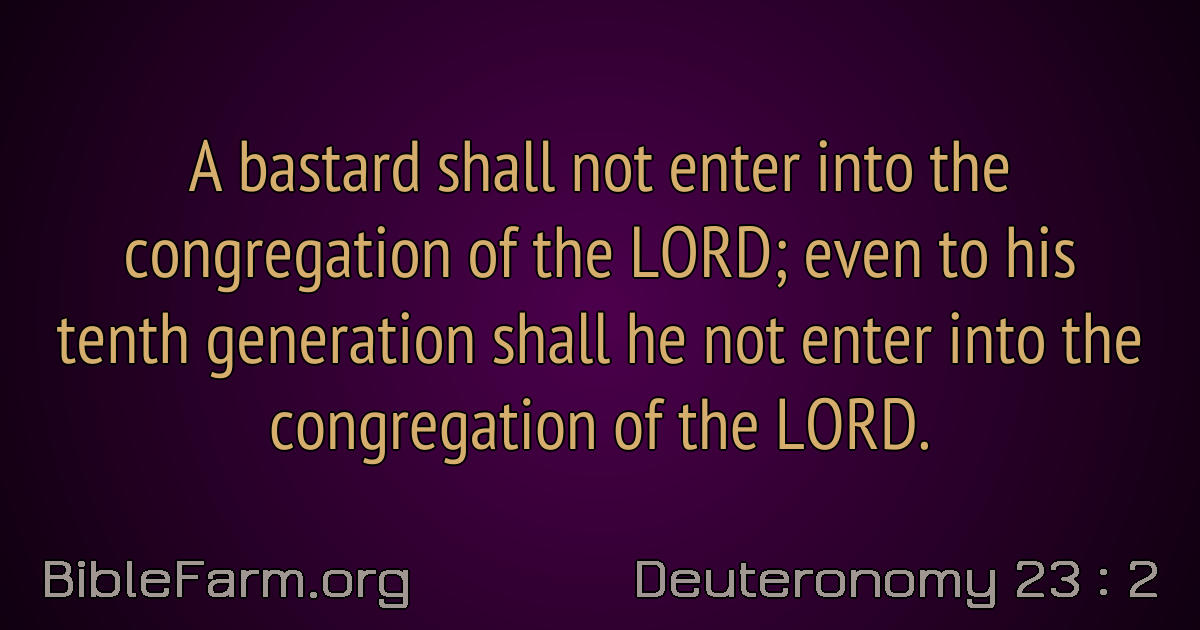 A bastard shall not enter into the
congregation of the LORD; even to his
tenth generation shall he not enter into the
congregation of the LORD.
BibleFarm.org
Deuteronomy 23 : 2